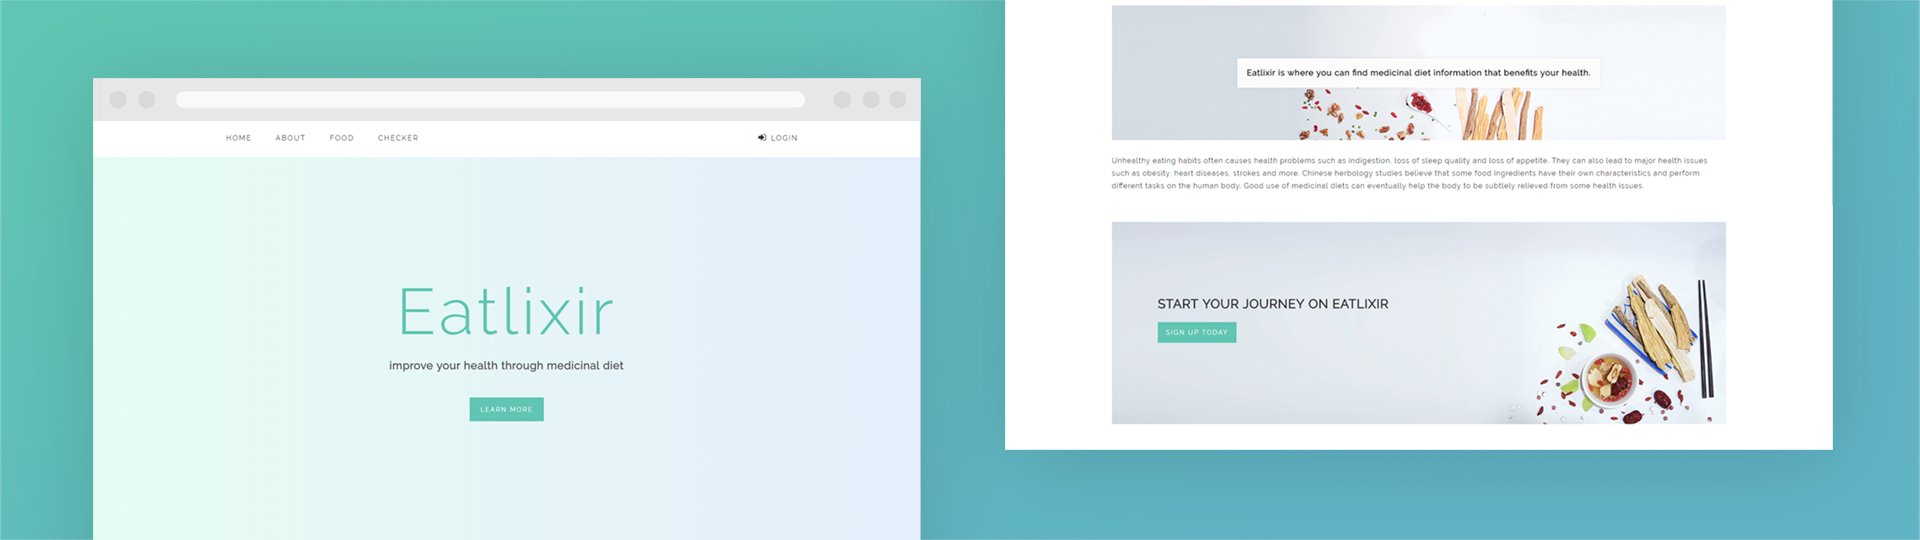 HOME ABOUT FOOD CHECKER LOGIN
Eatlixir
improve your health through medicinal diet
LEARN MORE
Eatlixir is where you can find medicinal diet information that benefits your health.
Unhealthy eating habits often causes health problems such as indigestion, loss of sleep quality and loss of appetite. They can also lead to major health issues
such as obesity, heart diseases, strokes and more. Chinese herbology studies believe that some food ingredients have their own characteristics and perform
different tasks on the human body. Good use of medicinal diets can eventually help the body to be subtlely relieved from some health issues.
START YOUR JOURNEY ON EATLIXIR
SIGN UP TODAY